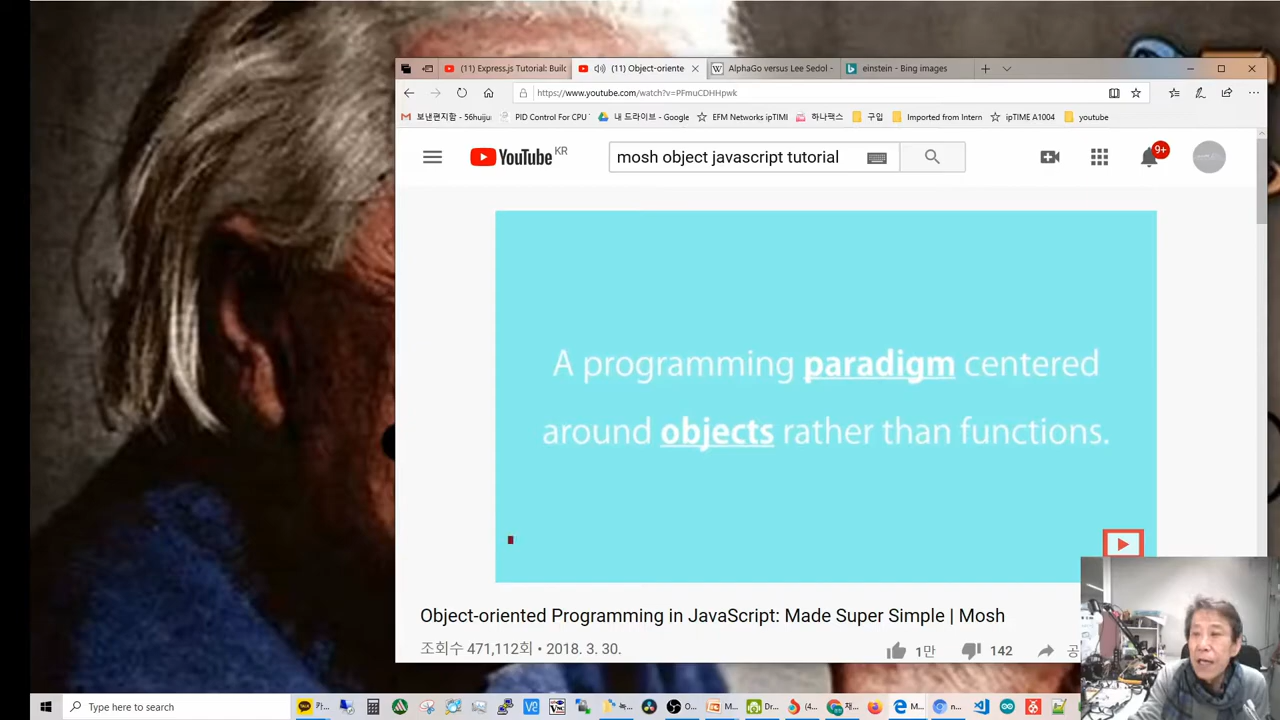 (11) Express.js Tutorial: Build
(11) Object-oriente
AlphaGo versus Lee Sedol -
einstein - Bing images
https://www.youtube.com/watch?v=PFmuCDHHpwk
보낸편지함 - 56huiju
PID Control For CPU
내 드라이브 - Google
EFM Networks ipTIME
하나팩스
구입
Imported from Intern
ipTIME A1004
youtube
YouTube KR
mosh object javascript tutorial
9+
A programming paradigm centered
around objects rather than functions.
Object-oriented Programming in JavaScript: Made Super Simple | Mosh
조회수 471,112회 • 2018. 3. 30.
1만
142
공
Type here to search